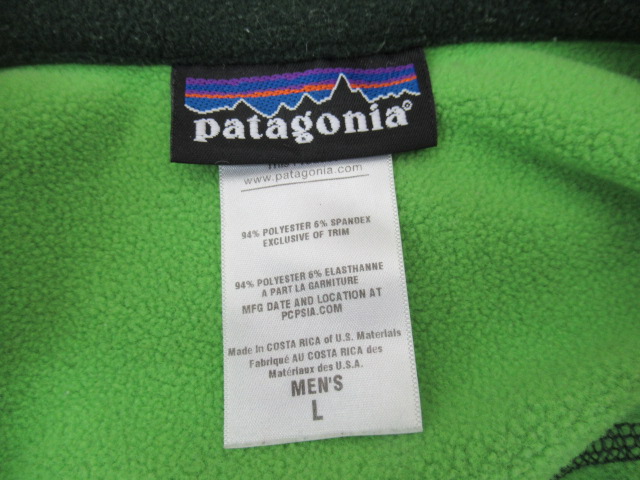 patagonia®
www.patagonia.com
94% POLYESTER 6% SPANDEX
EXCLUSIVE OF TRIM
94% POLYESTER 6% ELASTHANNE
A PART LA GARNITURE
MFG DATE AND LOCATION AT
PCPSIA.COM
Made in COSTA RICA of U.S. Materials
Fabriqué AU COSTA RICA des
Matériaux des U.S.A.
MEN'S
L